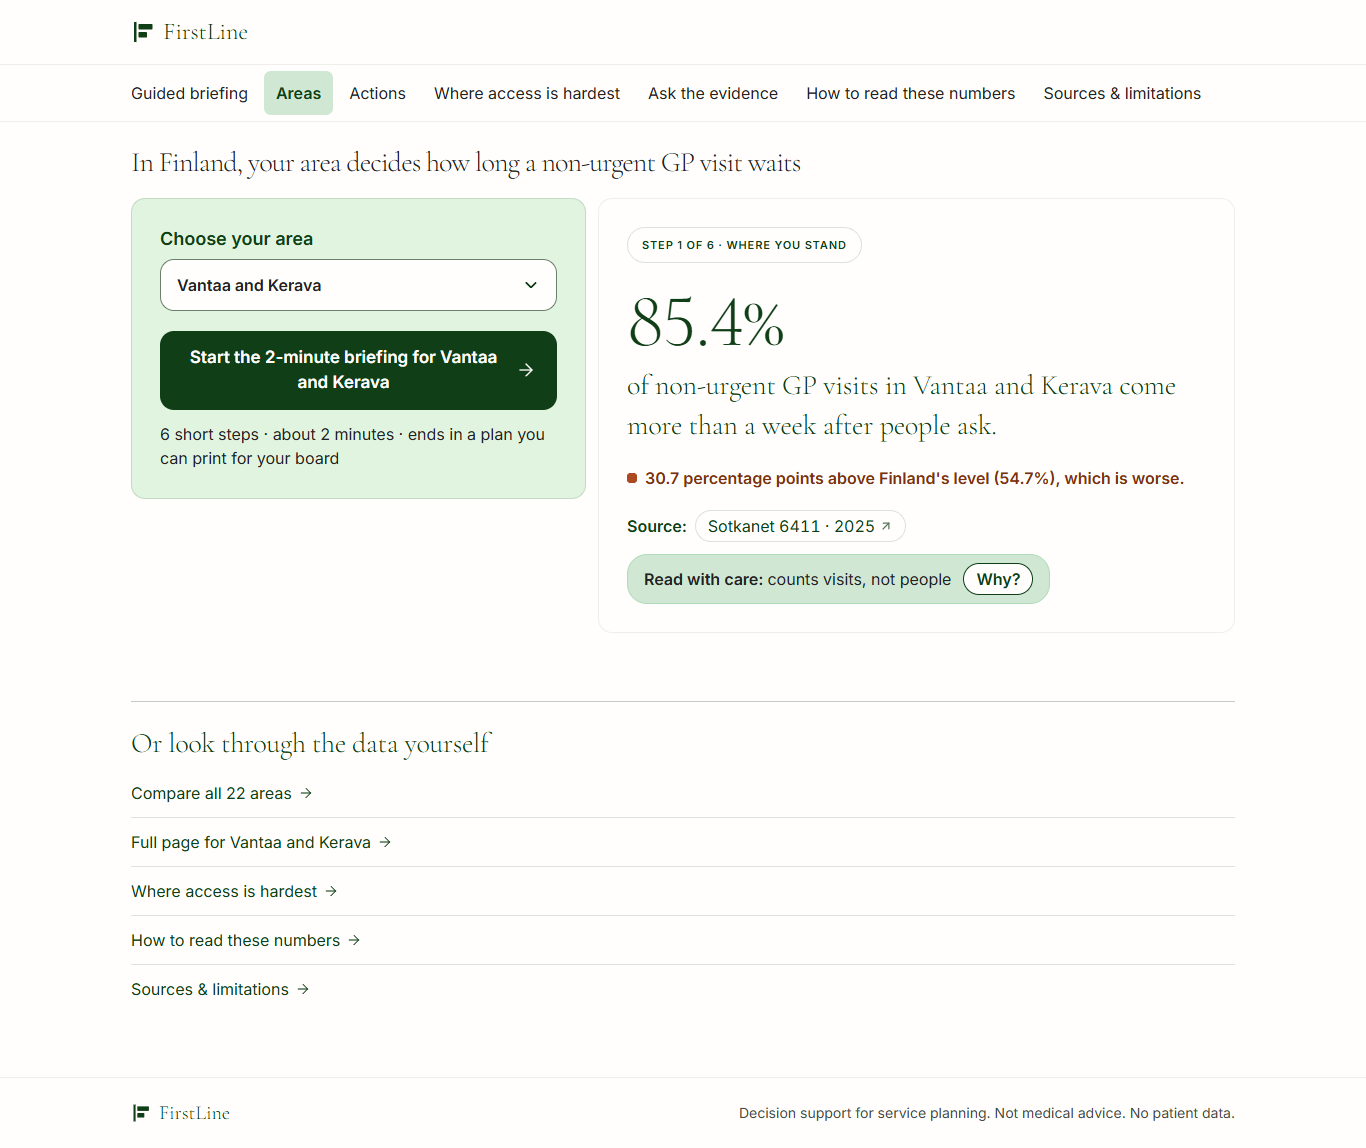 FirstLine
Guided briefing
Areas
Actions
Where access is hardest
Ask the evidence
How to read these numbers
Sources & limitations
In Finland, your area decides how long a non-urgent GP visit waits
Choose your area
Vantaa and Kerava
Start the 2-minute briefing for Vantaa
and Kerava →
6 short steps · about 2 minutes · ends in a plan you
can print for your board
STEP 1 OF 6 · WHERE YOU STAND
85.4%
of non-urgent GP visits in Vantaa and Kerava come
more than a week after people ask.
30.7 percentage points above Finland's level (54.7%), which is worse.
Source: Sotkanet 6411 · 2025 ↗
Read with care: counts visits, not people Why?
Or look through the data yourself
Compare all 22 areas →
Full page for Vantaa and Kerava →
Where access is hardest →
How to read these numbers →
Sources & limitations →
FirstLine
Decision support for service planning. Not medical advice. No patient data.